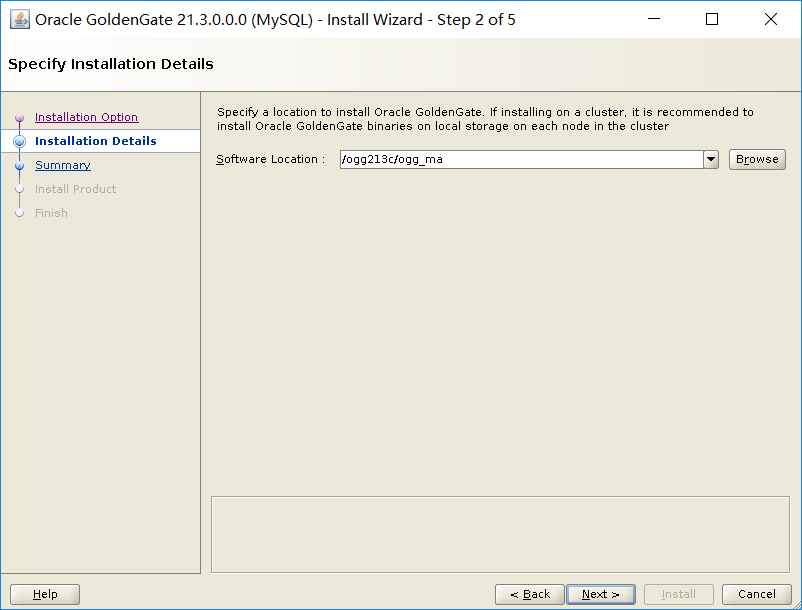 Oracle GoldenGate 21.3.0.0.0 (MySQL) - Install Wizard - Step 2 of 5
Specify Installation Details
Installation Option
Installation Details
Summary
Install Product
Finish
Specify a location to install Oracle GoldenGate. If installing on a cluster, it is recommended to
install Oracle GoldenGate binaries on local storage on each node in the cluster
Software Location :
/ogg213c/ogg_ma
Browse
Help
< Back
Next >
Install
Cancel